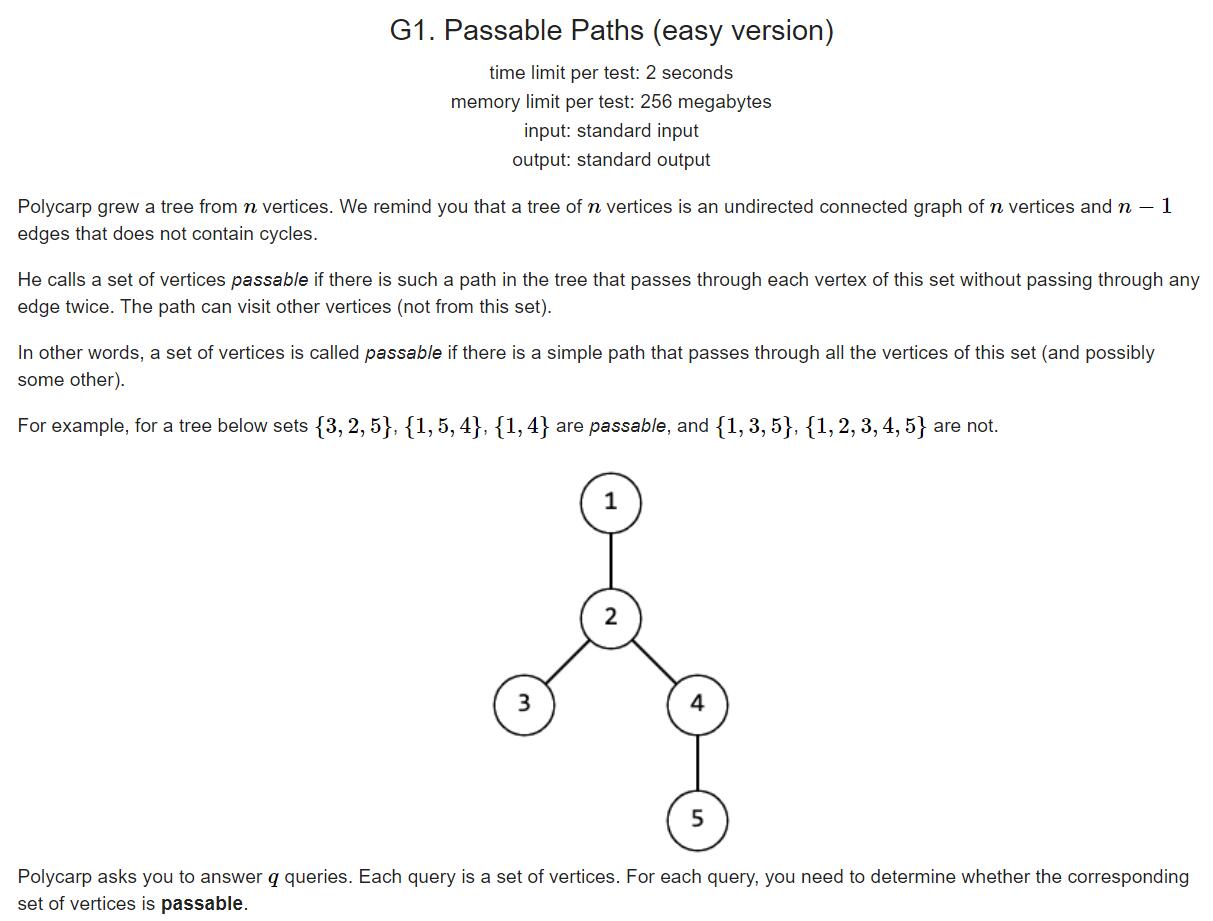 G1. Passable Paths (easy version)
time limit per test: 2 seconds
memory limit per test: 256 megabytes
input: standard input
output: standard output
Polycarp grew a tree from n vertices. We remind you that a tree of n vertices is an undirected connected graph of n vertices and n − 1
edges that does not contain cycles.
He calls a set of vertices passable if there is such a path in the tree that passes through each vertex of this set without passing through any
edge twice. The path can visit other vertices (not from this set).
In other words, a set of vertices is called passable if there is a simple path that passes through all the vertices of this set (and possibly
some other).
For example, for a tree below sets {3, 2, 5}, {1, 5, 4}, {1, 4} are passable, and {1, 3, 5}, {1, 2, 3, 4, 5} are not.
1
2
3 4
5
Polycarp asks you to answer q queries. Each query is a set of vertices. For each query, you need to determine whether the corresponding
set of vertices is passable.